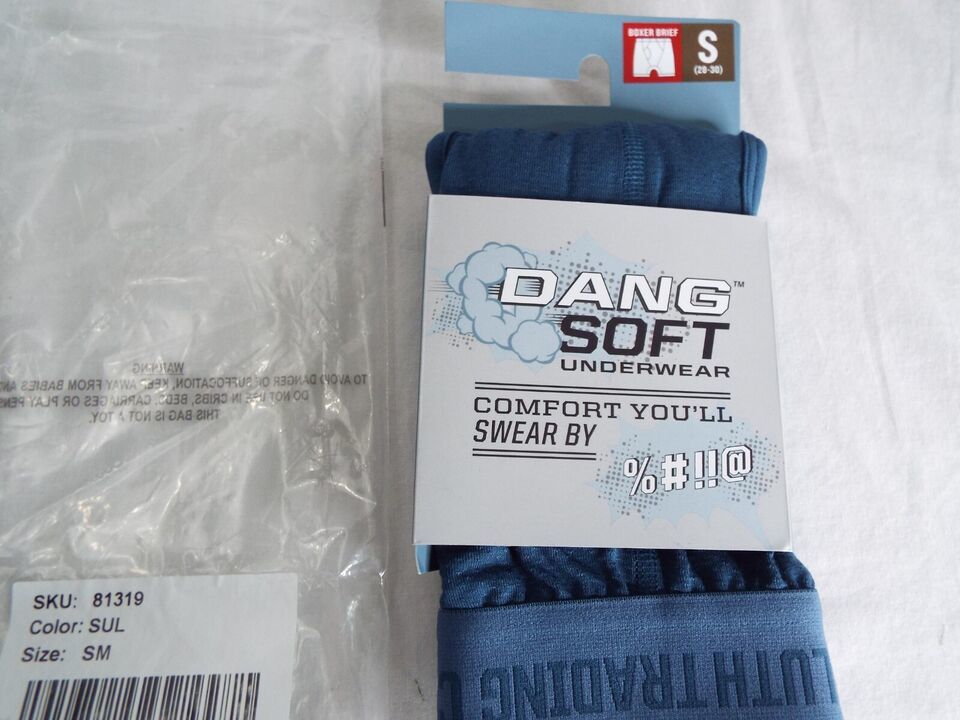 BOXER BRIEF
S
(28-30)
DANG™
SOFT
UNDERWEAR
COMFORT YOU'LL
SWEAR BY
%#!!@
LUTH TRADING C
WARNING
TO AVOID DANGER OF SUFFOCATION, KEEP AWAY FROM BABIES AND
DO NOT USE IN CRIBS, BEDS, CARRIAGES OR PLAY PENS
THIS BAG IS NOT A TOY.
SKU: 81319
Color: SUL
Size: SM